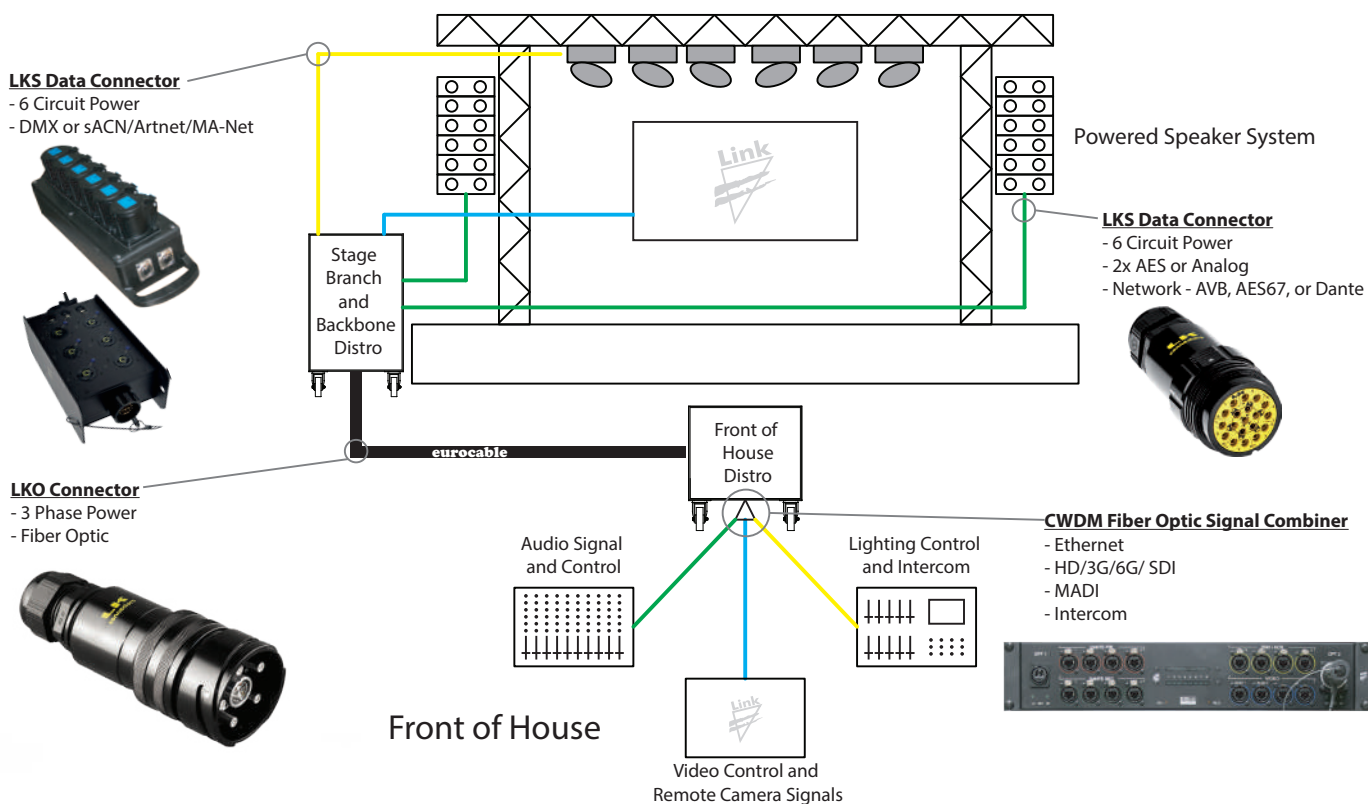 LKS Data Connector
- 6 Circuit Power
- DMX or sACN/Artnet/MA-Net
Link
Powered Speaker System
LKS Data Connector
- 6 Circuit Power
- 2x AES or Analog
- Network - AVB, AES67, or Dante
Stage
Branch
and
Backbone
Distro
LK
eurocable
Front of
House
Distro
LKO Connector
- 3 Phase Power
- Fiber Optic
LK
CWDM Fiber Optic Signal Combiner
- Ethernet
- HD/3G/6G/ SDI
- MADI
- Intercom
Audio Signal
and Control
Lighting Control
and Intercom
Link
Front of House
Video Control and
Remote Camera Signals